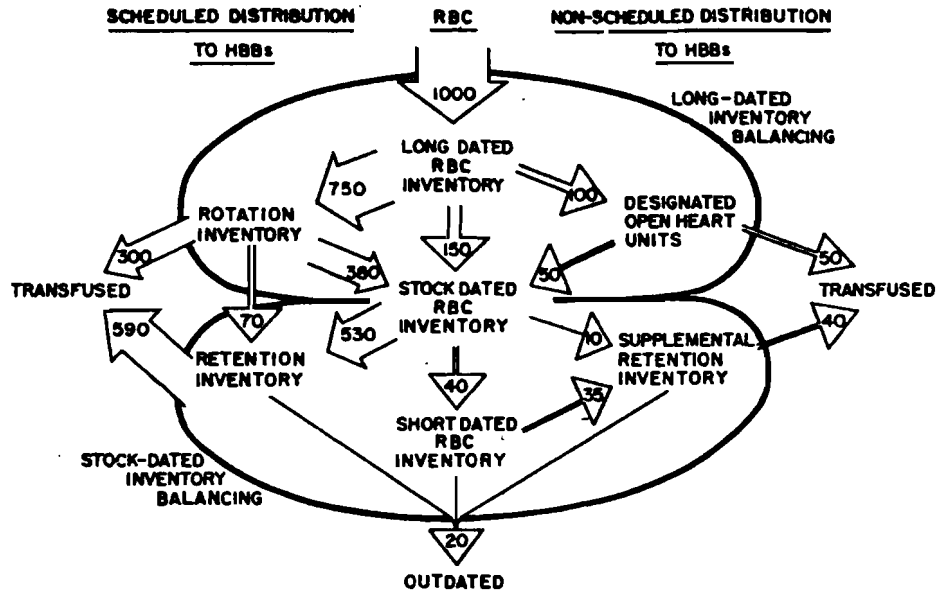 SCHEDULED DISTRIBUTION
TO HBBs
RBC
NON-SCHEDULED DISTRIBUTION
TO HBBs
1000
LONG-DATED
INVENTORY
BALANCING
LONG DATED
RBC
INVENTORY
750
100
ROTATION
INVENTORY
DESIGNATED
OPEN HEART
UNITS
150
300
380
50
50
TRANSFUSED
STOCK DATED
RBC
INVENTORY
TRANSFUSED
590
70
530
10
40
RETENTION
INVENTORY
SUPPLEMENTAL
RETENTION
INVENTORY
40
35
SHORT DATED
RBC
INVENTORY
STOCK-DATED
INVENTORY
BALANCING
20
OUTDATED